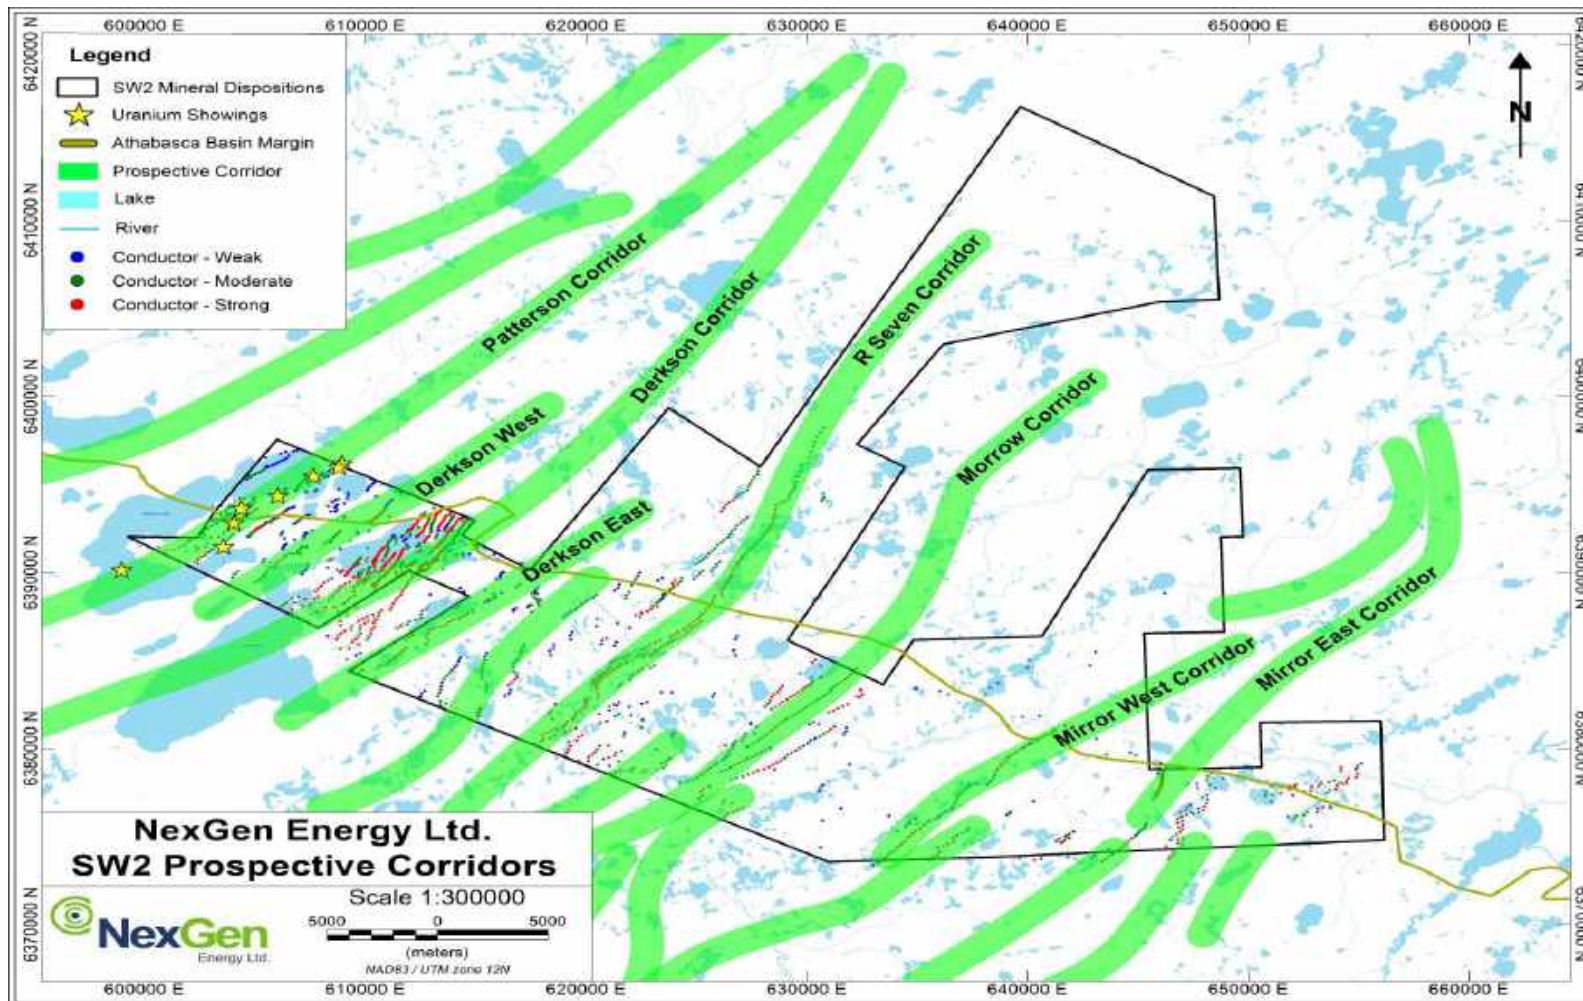 600000 E 610000 E 620000 E 630000 E 640000 E 650000 E 660000 E
Legend
SW2 Mineral Dispositions
Uranium Showings
Athabasca Basin Margin
Prospective Corridor
Lake
River
Conductor - Weak
Conductor - Moderate
Conductor - Strong
N
6420000 N
6410000 N
6400000 N
6390000 N
6380000 N
6370000 N
Patterson Corridor
Derkson Corridor
R Seven Corridor
Derkson West
Morrow Corridor
Derkson East
Mirror West Corridor
Mirror East Corridor
NexGen Energy Ltd.
SW2 Prospective Corridors
NexGen
Energy Ltd.
Scale 1:300000
5000 0 5000
(meters)
NAD83 / UTM zone 12N
600000 E 610000 E 620000 E 630000 E 640000 E 650000 E 660000 E